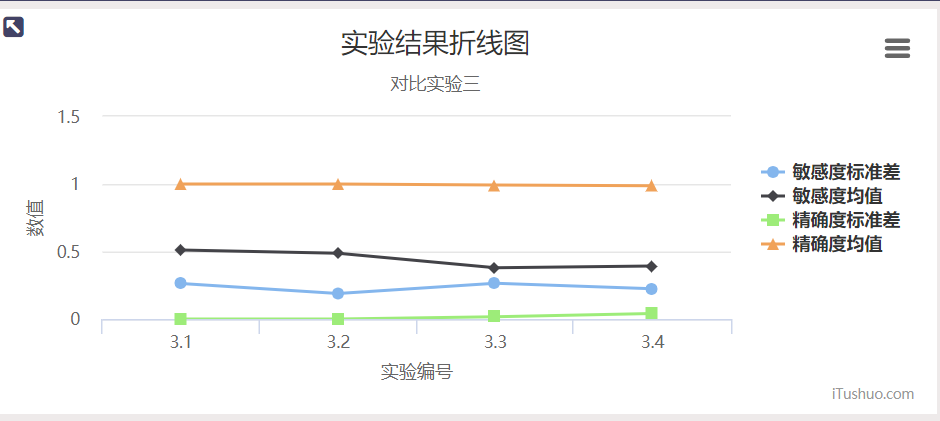 实验结果折线图
对比实验三
1.5
1
0.5
0
数值
3.1 3.2 3.3 3.4
实验编号
敏感度标准差
敏感度均值
精确度标准差
精确度均值
iTushuo.com